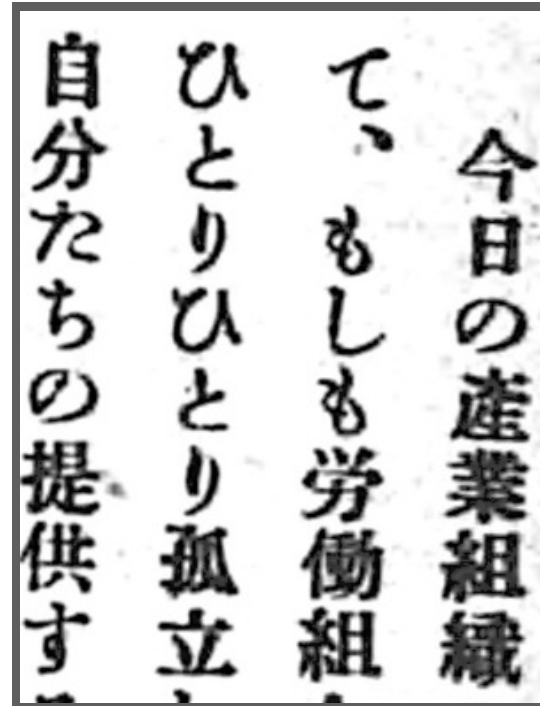 今日の産業組織
て、もしも労働組
ひとりひとり孤立
自分たちの提供す